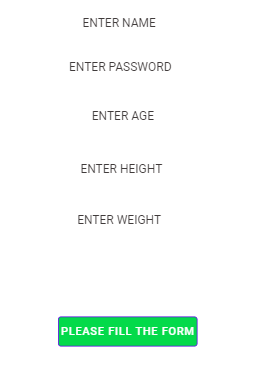 ENTER NAME
ENTER PASSWORD
ENTER AGE
ENTER HEIGHT
ENTER WEIGHT
PLEASE FILL THE FORM